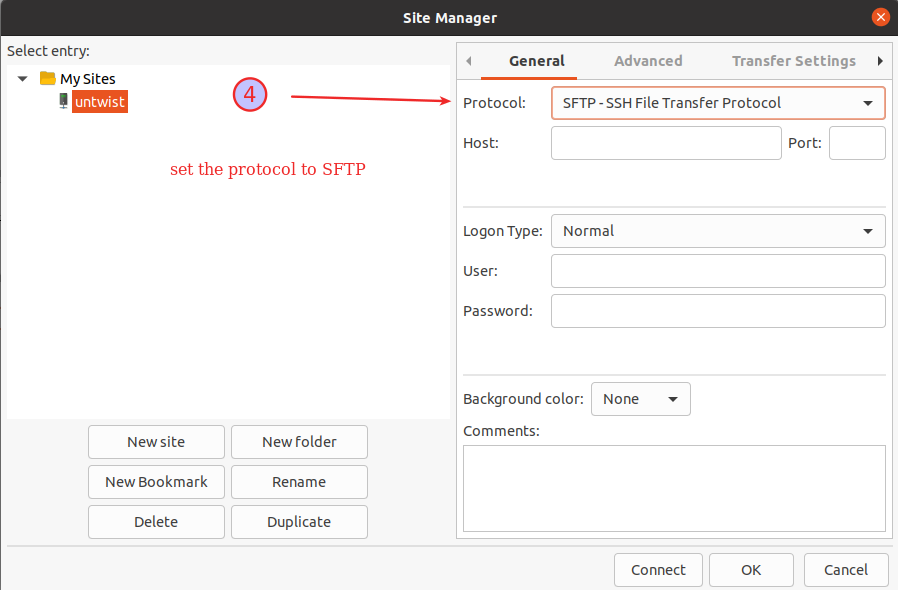 Site Manager
Select entry:
My Sites
untwist
4
set the protocol to SFTP
New site
New folder
New Bookmark
Rename
Delete
Duplicate
General
Advanced
Transfer Settings
Protocol:
SFTP - SSH File Transfer Protocol
Host:
Port:
Logon Type:
Normal
User:
Password:
Background color:
None
Comments:
Connect
OK
Cancel